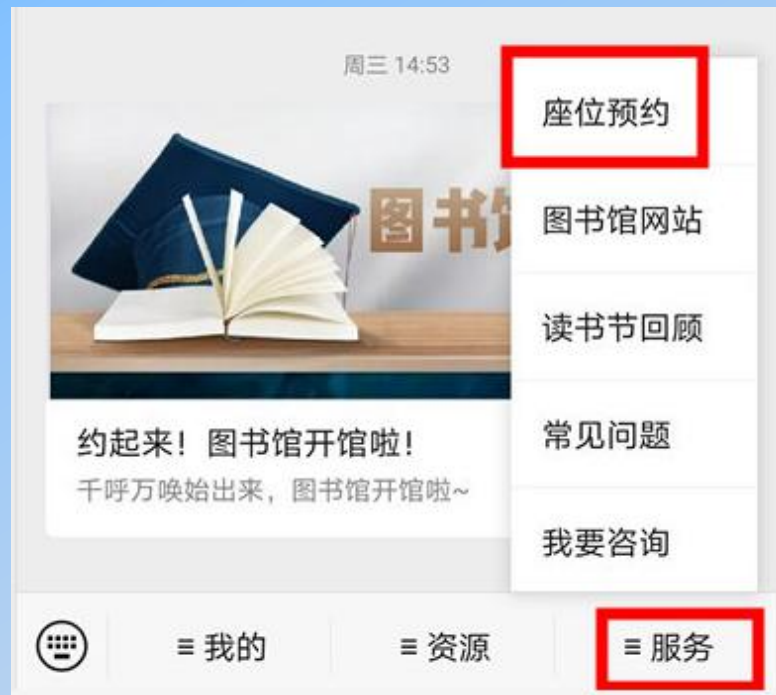 周三 14:53
图书
约起来！图书馆开馆啦！
千呼万唤始出来，图书馆开馆啦~
座位预约
图书馆网站
读书节回顾
常见问题
我要咨询
≡ 我的
≡ 资源
≡ 服务